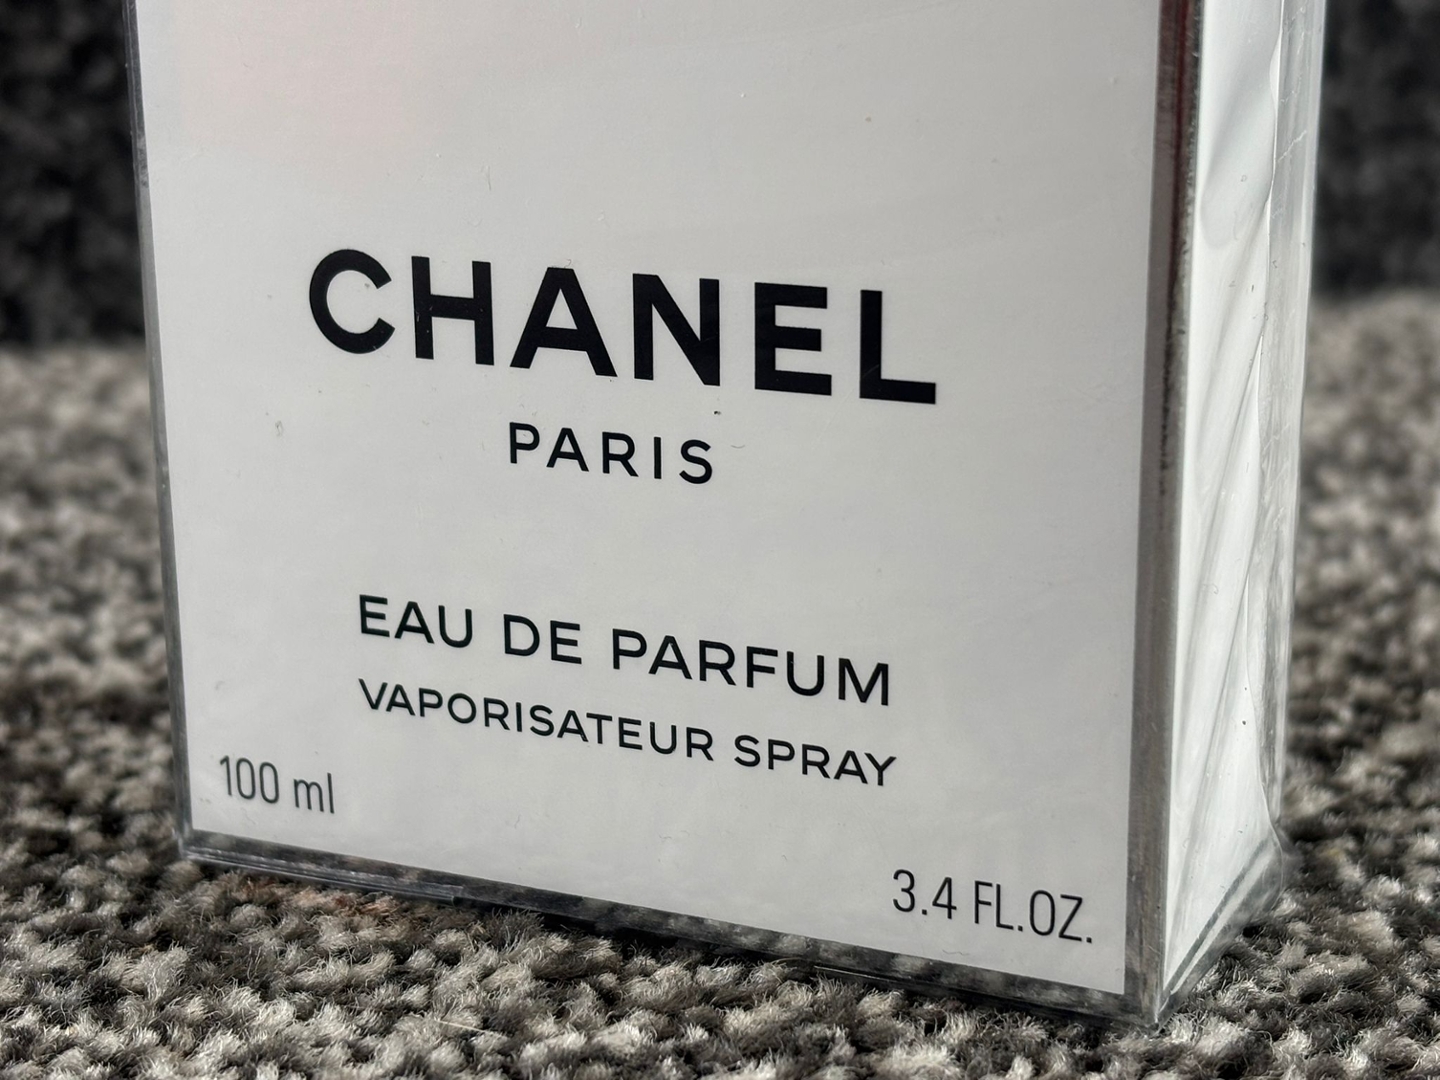 CHANEL
PARIS
EAU DE PARFUM
VAPORISATEUR SPRAY
100 ml
3.4 FL.OZ.